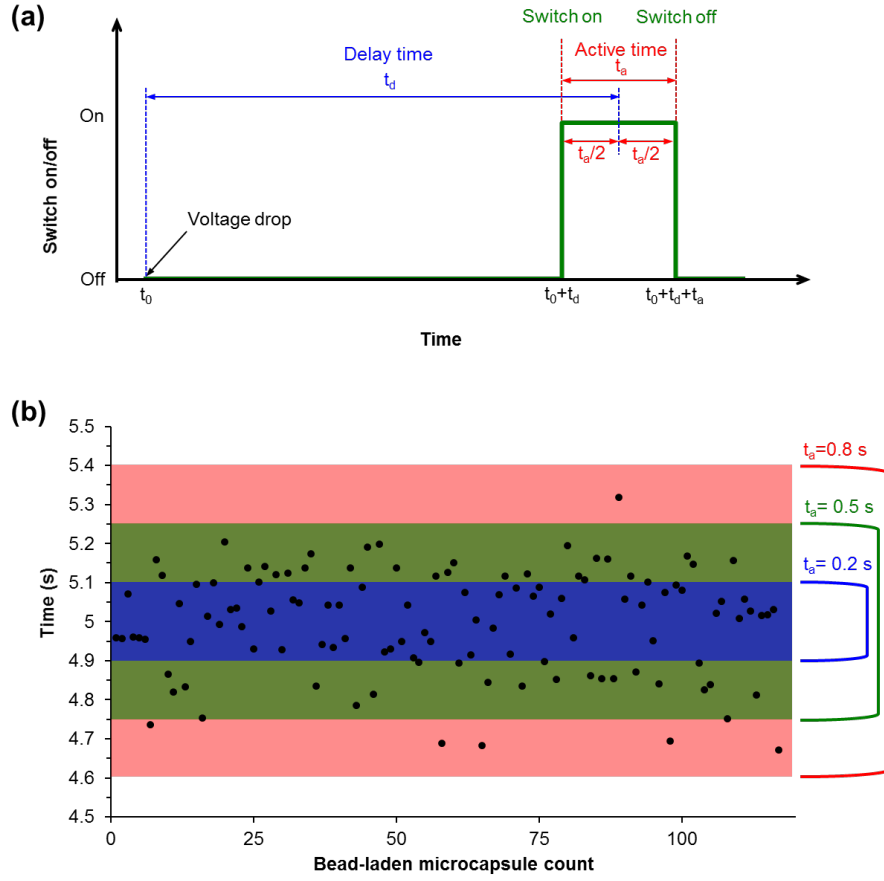 (a)
Switch on Switch off
Delay time
t_d
Active time
t_a
On
t_a/2 t_a/2
Switch on/off
Voltage drop
Off
t_0 t_0+t_d t_0+t_d+t_a
Time
(b)
5.5
5.4
5.3
5.2
5.1
5
4.9
4.8
4.7
4.6
4.5
Time (s)
t_a=0.8 s
t_a= 0.5 s
t_a= 0.2 s
0 25 50 75 100
Bead-laden microcapsule count